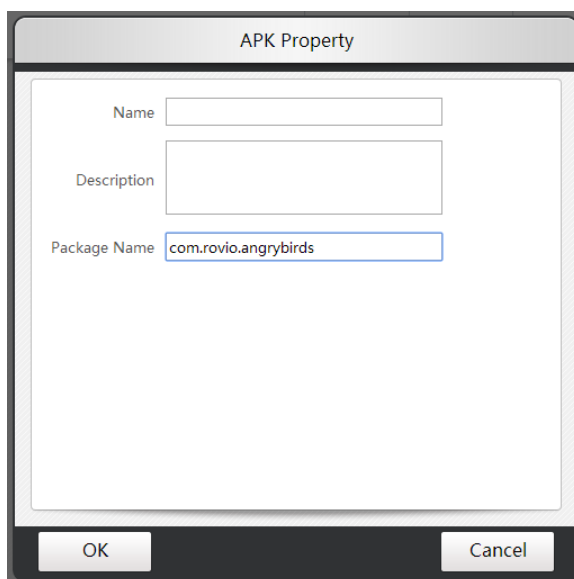 APK Property
Name
Description
Package Name com.rovio.angrybirds
OK Cancel